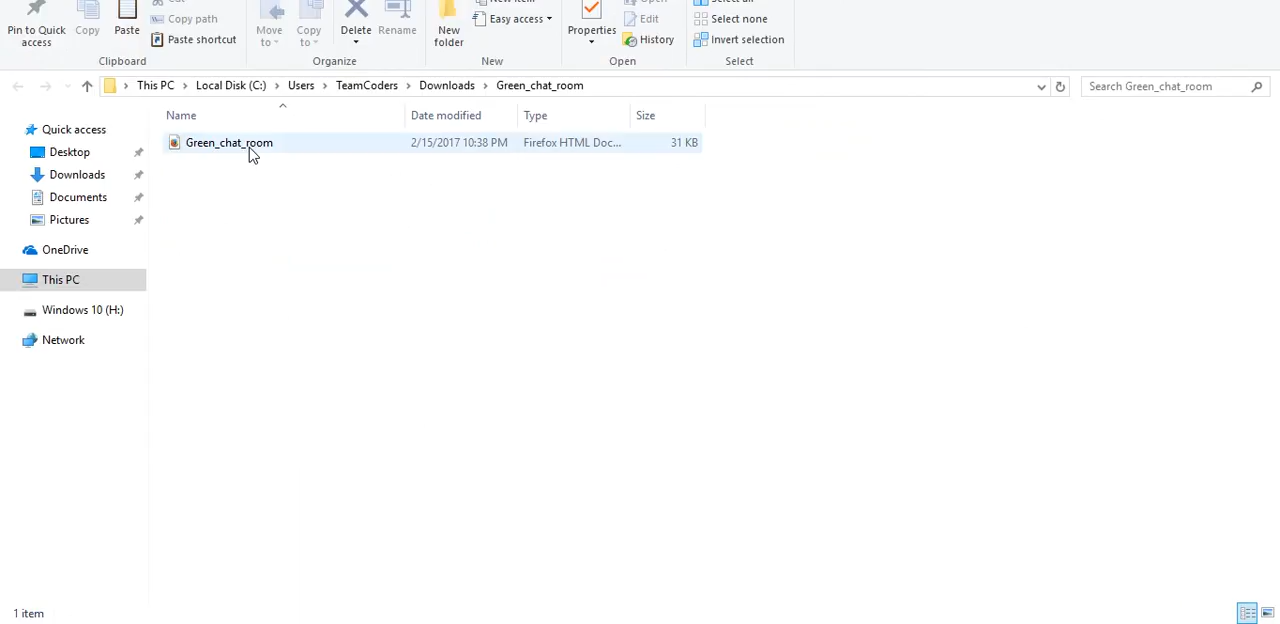 Copy path
Paste shortcut
Pin to Quick access
Copy
Paste
Clipboard
Move to
Copy to
Delete
Rename
Organize
New folder
Easy access
New
Properties
Edit
History
Open
Select none
Invert selection
Select
This PC › Local Disk (C:) › Users › TeamCoders › Downloads › Green_chat_room
Search Green_chat_room
Name Date modified Type Size
Green_chat_room 2/15/2017 10:38 PM Firefox HTML Doc... 31 KB
Quick access
Desktop
Downloads
Documents
Pictures
OneDrive
This PC
Windows 10 (H:)
Network
1 item